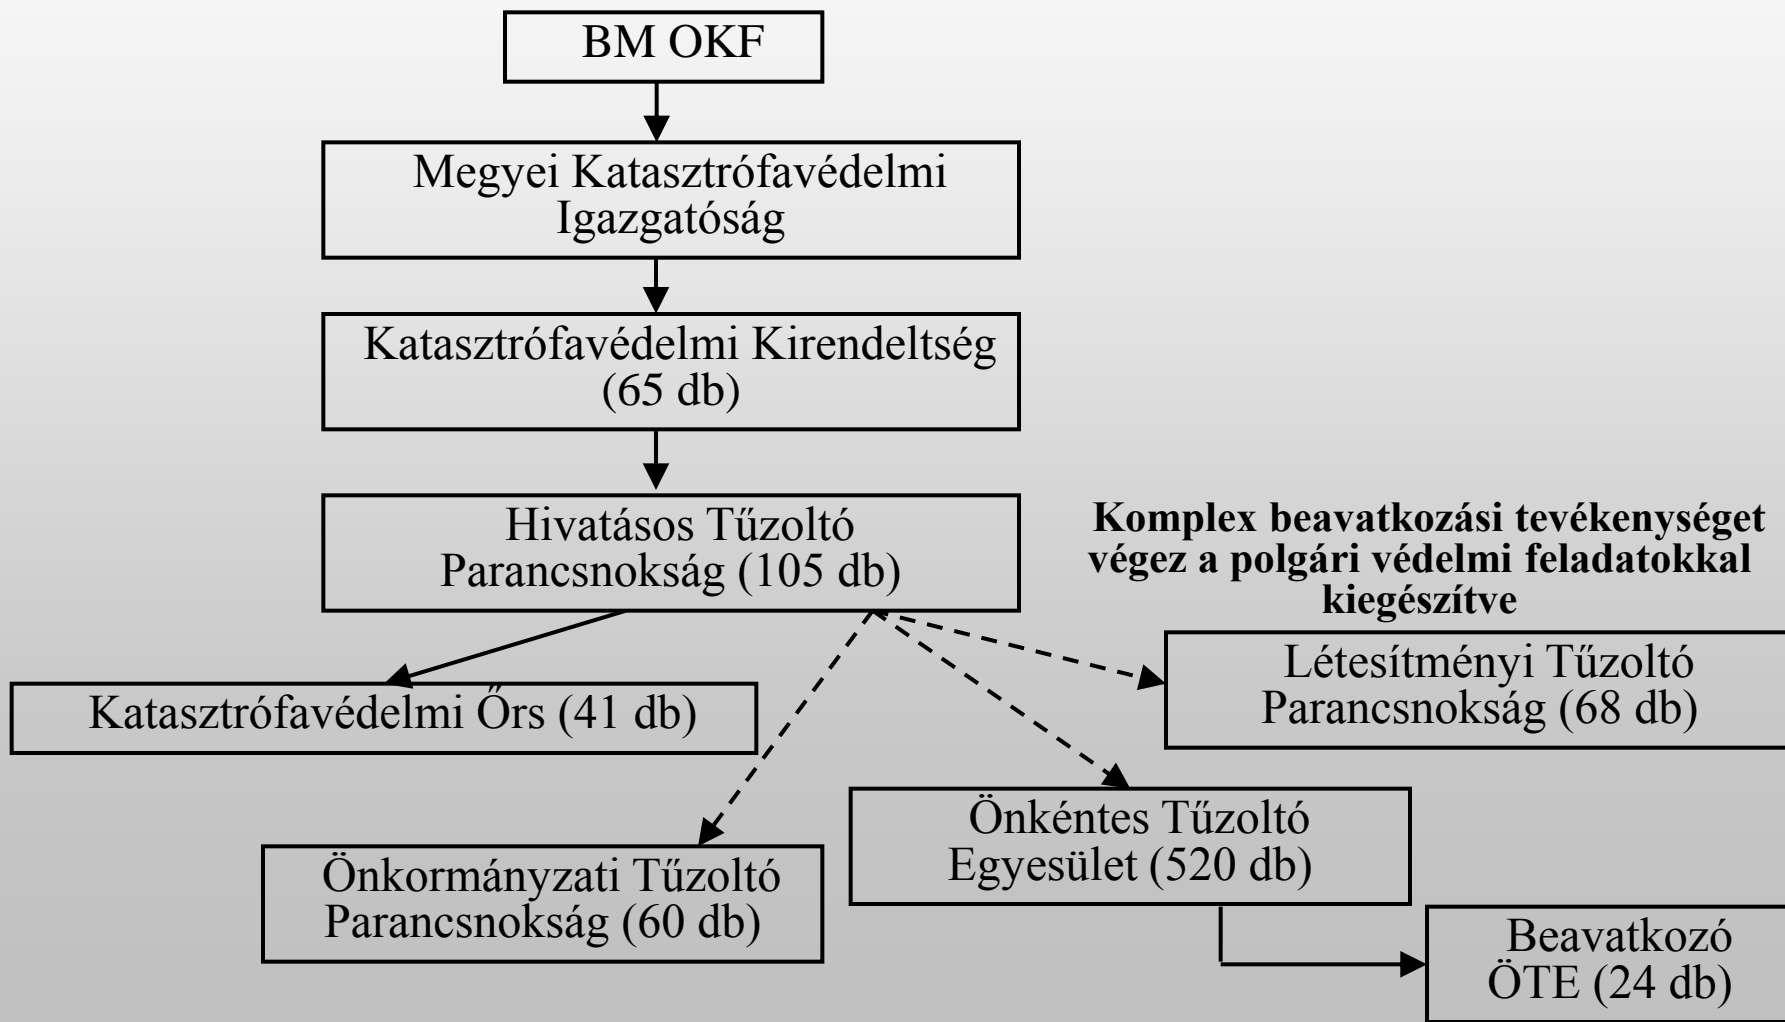 BM OKF
Megyei Katasztrófavédelmi
Igazgatóság
Katasztrófavédelmi Kirendeltség
(65 db)
Hivatásos Tűzoltó
Parancsnokság (105 db)
Komplex beavatkozási tevékenységet
végez a polgári védelmi feladatokkal
kiegészítve
Létesítményi Tűzoltó
Parancsnokság (68 db)
Katasztrófavédelmi Őrs (41 db)
Önkéntes Tűzoltó
Egyesület (520 db)
Önkormányzati Tűzoltó
Parancsnokság (60 db)
Beavatkozó
ÖTE (24 db)